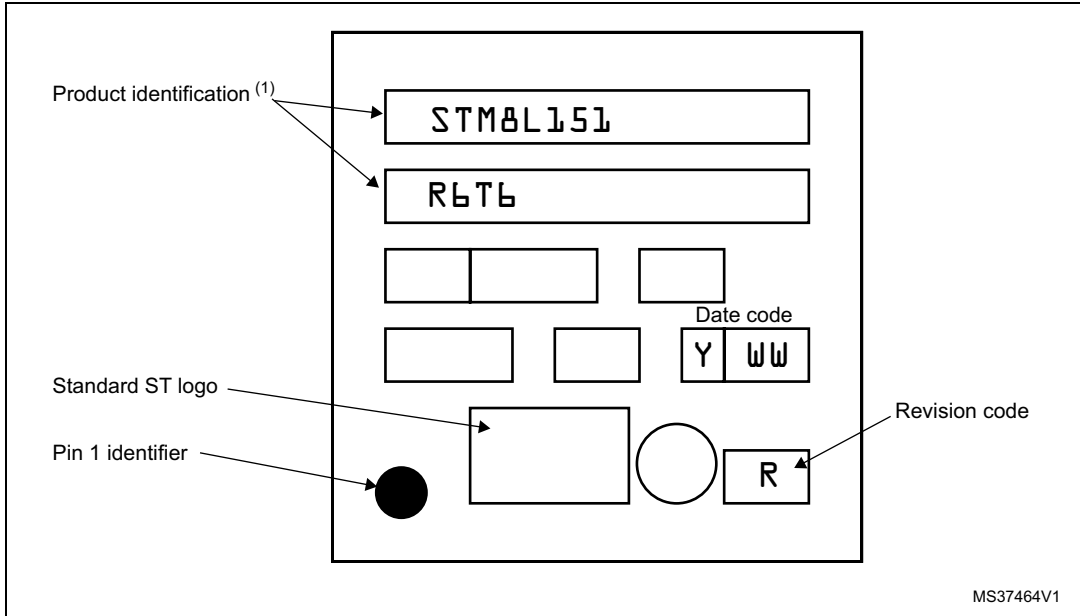 Product identification (1)
STM8L151
R6T6
Date code
Y WW
Standard ST logo
Revision code
Pin 1 identifier
R
MS37464V1